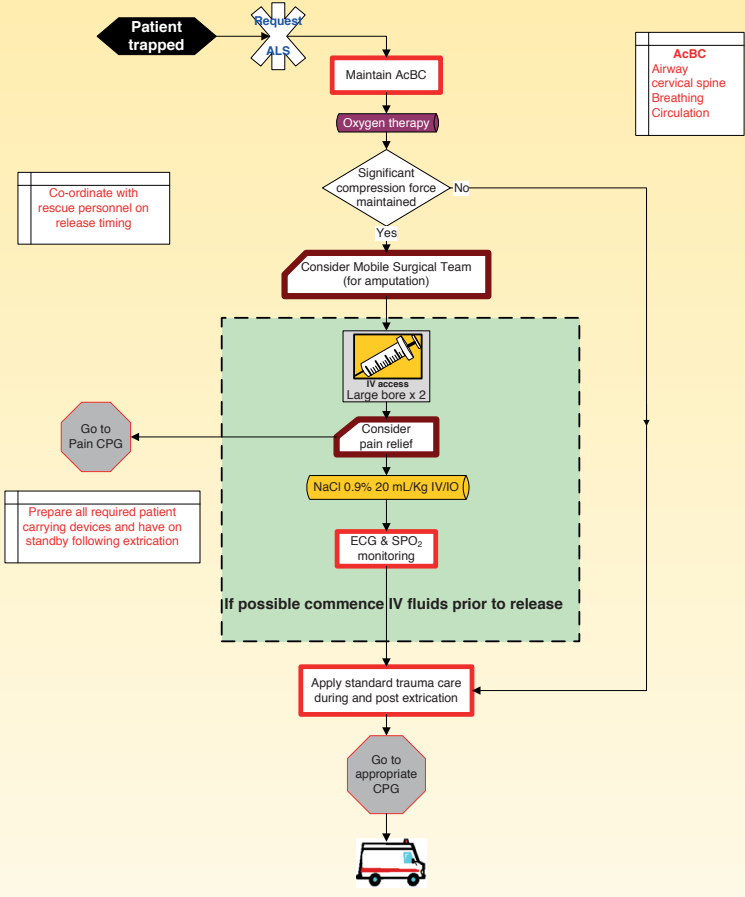 Patient
trapped
Request
ALS
Maintain AcBC
AcBC
Airway
cervical spine
Breathing
Circulation
Oxygen therapy
Significant
compression force
maintained
No
Yes
Co-ordinate with
rescue personnel on
release timing
Consider Mobile Surgical Team
(for amputation)
IV access
Large bore x 2
Consider
pain relief
Go to
Pain CPG
NaCl 0.9% 20 mL/Kg IV/IO
Prepare all required patient
carrying devices and have on
standby following extrication
ECG & SPO₂
monitoring
If possible commence IV fluids prior to release
Apply standard trauma care
during and post extrication
Go to
appropriate
CPG